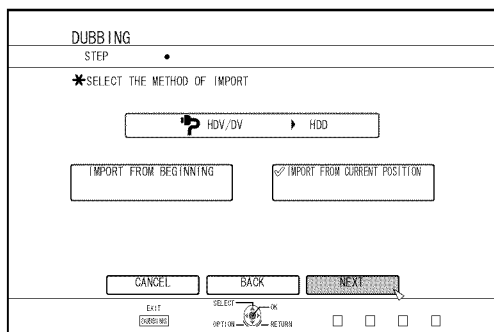 DUBBING
STEP
SELECT THE METHOD OF IMPORT
HDV/DV HDD
IMPORT FROM BEGINNING
IMPORT FROM CURRENT POSITION
CANCEL BACK NEXT
EXIT
DUBBING
SELECT
OK
OPTION
RETURN